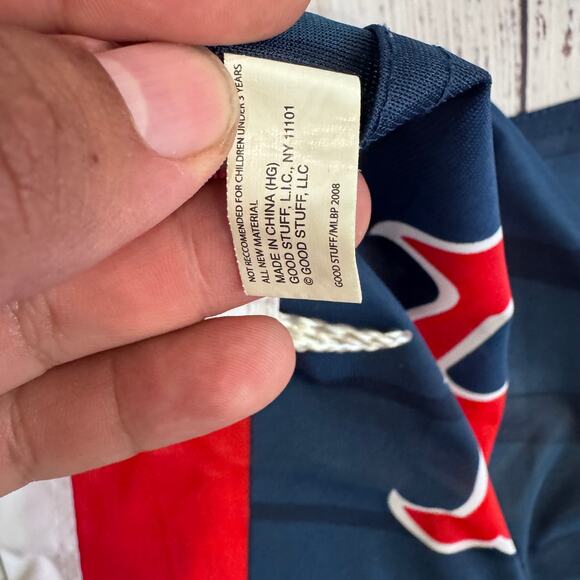 NOT RECCOMENDED FOR CHILDREN UNDER 3 YEARS
ALL NEW MATERIAL
MADE IN CHINA (HG)
GOOD STUFF, L.I.C., NY 11101
© GOOD STUFF, LLC
GOOD STUFF/MLBP 2008